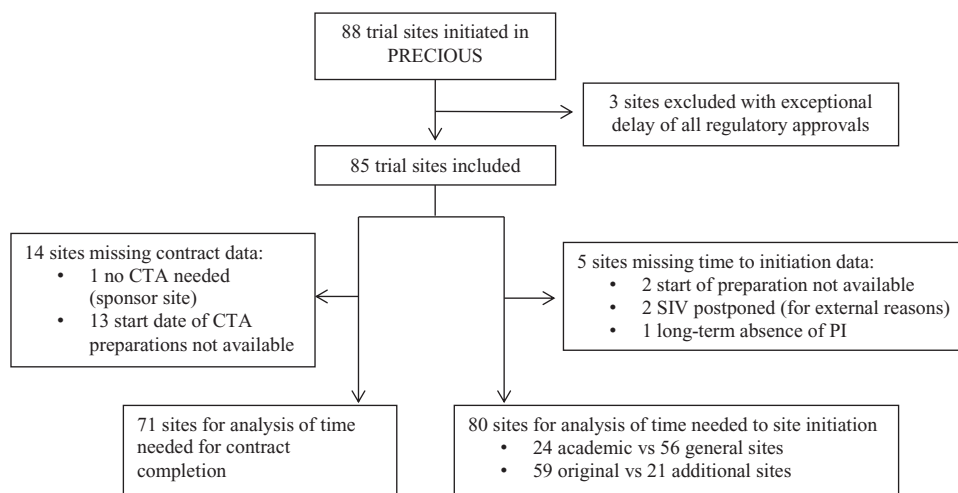 88 trial sites initiated in
PRECIOUS
3 sites excluded with exceptional
delay of all regulatory approvals
85 trial sites included
14 sites missing contract data:
• 1 no CTA needed
(sponsor site)
• 13 start date of CTA
preparations not available
5 sites missing time to initiation data:
• 2 start of preparation not available
• 2 SIV postponed (for external reasons)
• 1 long-term absence of PI
71 sites for analysis of time
needed for contract
completion
80 sites for analysis of time needed to site initiation
• 24 academic vs 56 general sites
• 59 original vs 21 additional sites